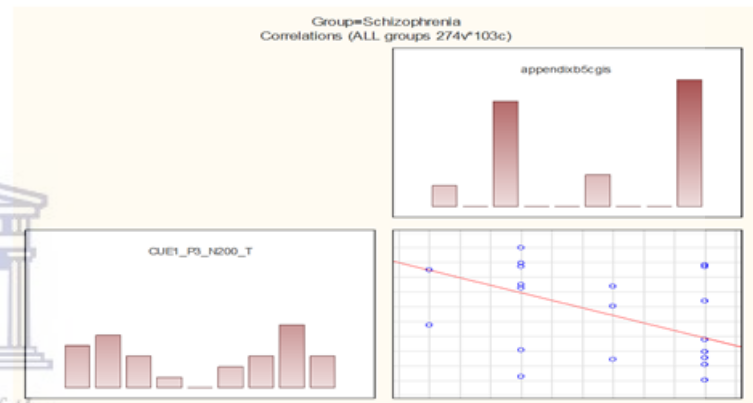 Group=Schizophrenia
Correlations (ALL groups 274v*103c)
appendixb5cgis
CUE1_P3_N200_T